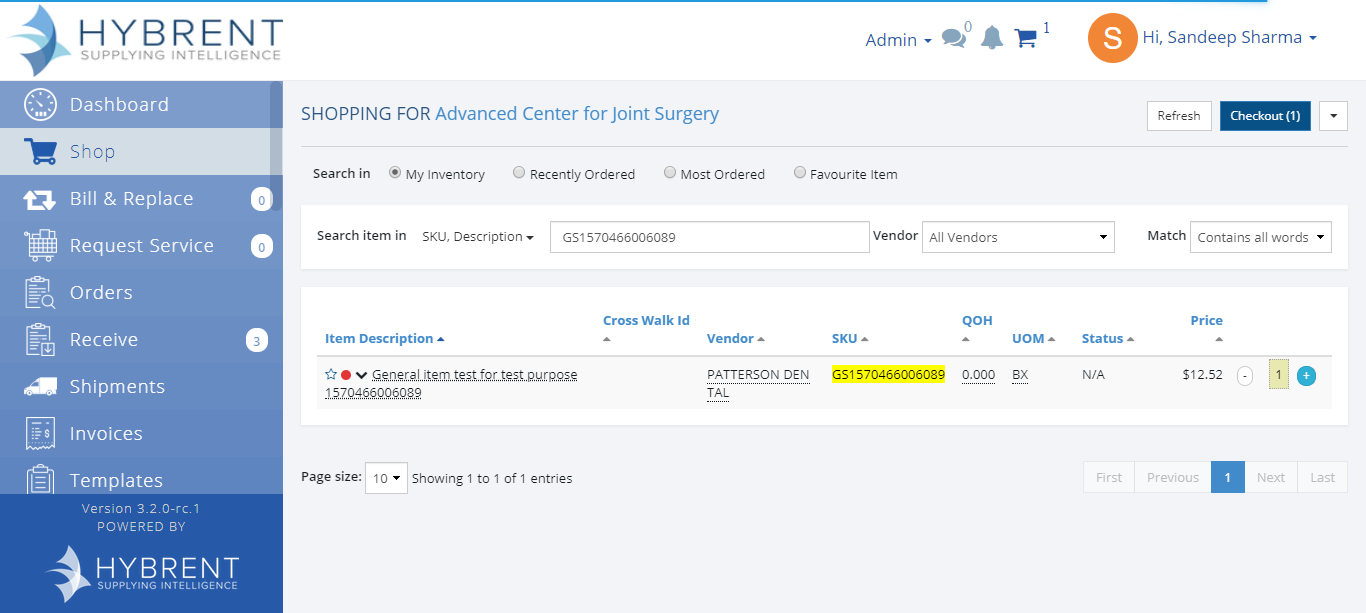 HYBRENT
SUPPLYING INTELLIGENCE
Admin
0
1
S
Hi, Sandeep Sharma
Dashboard
Shop
Bill & Replace 0
Request Service 0
Orders
Receive 3
Shipments
Invoices
Templates
Version 3.2.0-rc.1
POWERED BY
HYBRENT
SUPPLYING INTELLIGENCE
SHOPPING FOR Advanced Center for Joint Surgery
Refresh
Checkout (1)
Search in My Inventory Recently Ordered Most Ordered Favourite Item
Search item in SKU, Description GS1570466006089 Vendor All Vendors Match Contains all words
Item Description Cross Walk Id Vendor SKU QOH UOM Status Price
General item test for test purpose PATTERSON DEN GS1570466006089 0.000 BX N/A $12.52 - 1 +
1570466006089 TAL
Page size: 10 Showing 1 to 1 of 1 entries
First Previous 1 Next Last